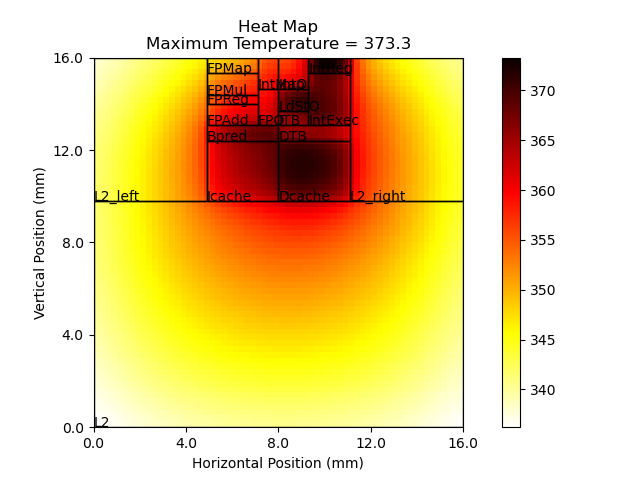 Heat Map
Maximum Temperature = 373.3
16.0
12.0
8.0
4.0
0.0
Vertical Position (mm)
FPMap
IntReg
FPMul
FPReg
LdStQ
FPAdd
ITB
IntExec
Bpred
DTB
L2_left
Icache
Dcache
L2_right
L2
0.0
4.0
8.0
12.0
16.0
Horizontal Position (mm)
370
365
360
355
350
345
340